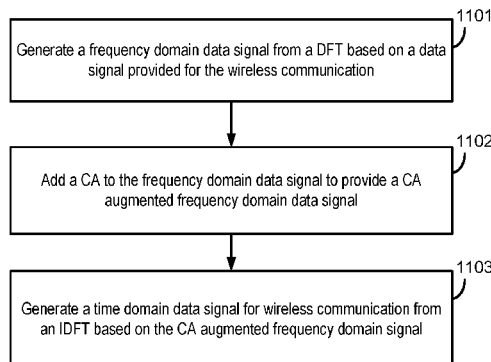 1101
Generate a frequency domain data signal from a DFT based on a data
signal provided for the wireless communication
1102
Add a CA to the frequency domain data signal to provide a CA
augmented frequency domain data signal
1103
Generate a time domain data signal for wireless communication from
an IDFT based on the CA augmented frequency domain signal